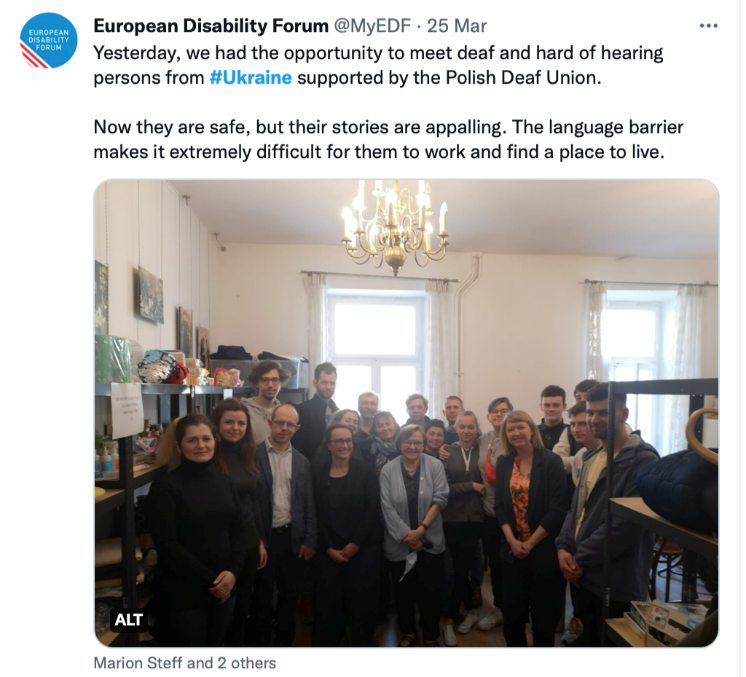 EUROPEAN
DISABILITY
FORUM
European Disability Forum @MyEDF · 25 Mar
Yesterday, we had the opportunity to meet deaf and hard of hearing
persons from #Ukraine supported by the Polish Deaf Union.
Now they are safe, but their stories are appalling. The language barrier
makes it extremely difficult for them to work and find a place to live.
ALT
Marion Steff and 2 others